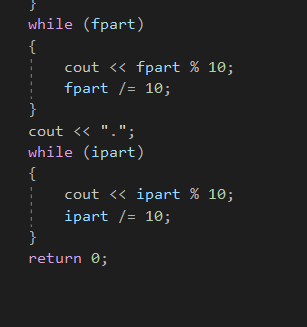 }
while (fpart)
{
cout << fpart % 10;
fpart /= 10;
}
cout << ".";
while (ipart)
{
cout << ipart % 10;
ipart /= 10;
}
return 0;